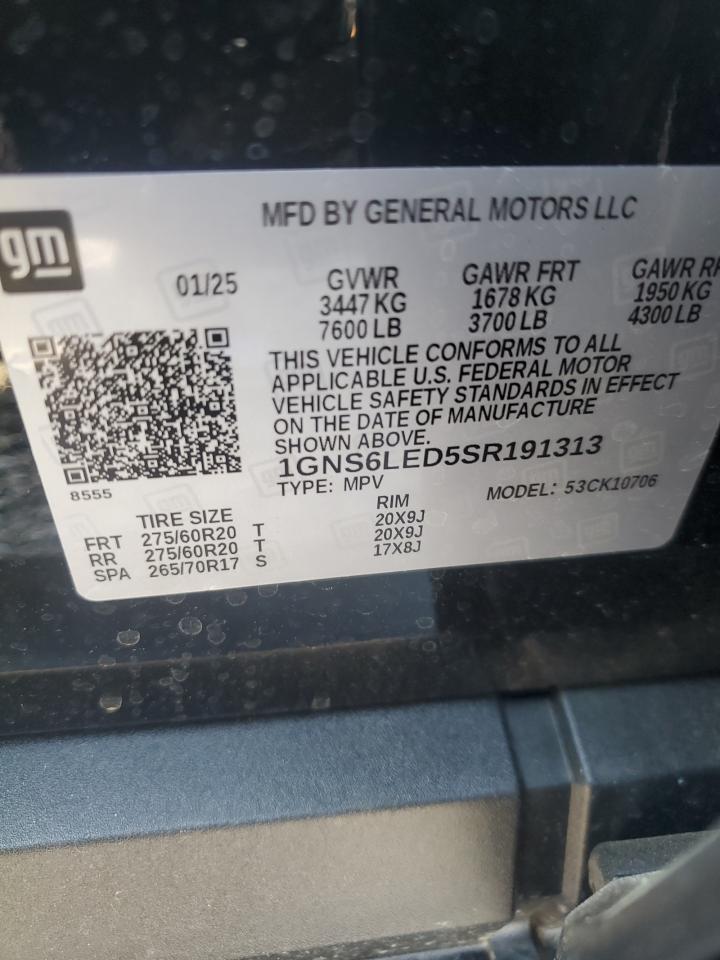 MFD BY GENERAL MOTORS LLC
gm
01/25 GVWR GAWR FRT GAWR RR
3447 KG 1678 KG 1950 KG
7600 LB 3700 LB 4300 LB
THIS VEHICLE CONFORMS TO ALL
APPLICABLE U.S. FEDERAL MOTOR
VEHICLE SAFETY STANDARDS IN EFFECT
ON THE DATE OF MANUFACTURE
SHOWN ABOVE.
1GNS6LED5SR191313
8555
TYPE: MPV MODEL: 53CK10706
TIRE SIZE RIM
FRT 275/60R20 T 20X9J
RR 275/60R20 T 20X9J
SPA 265/70R17 S 17X8J